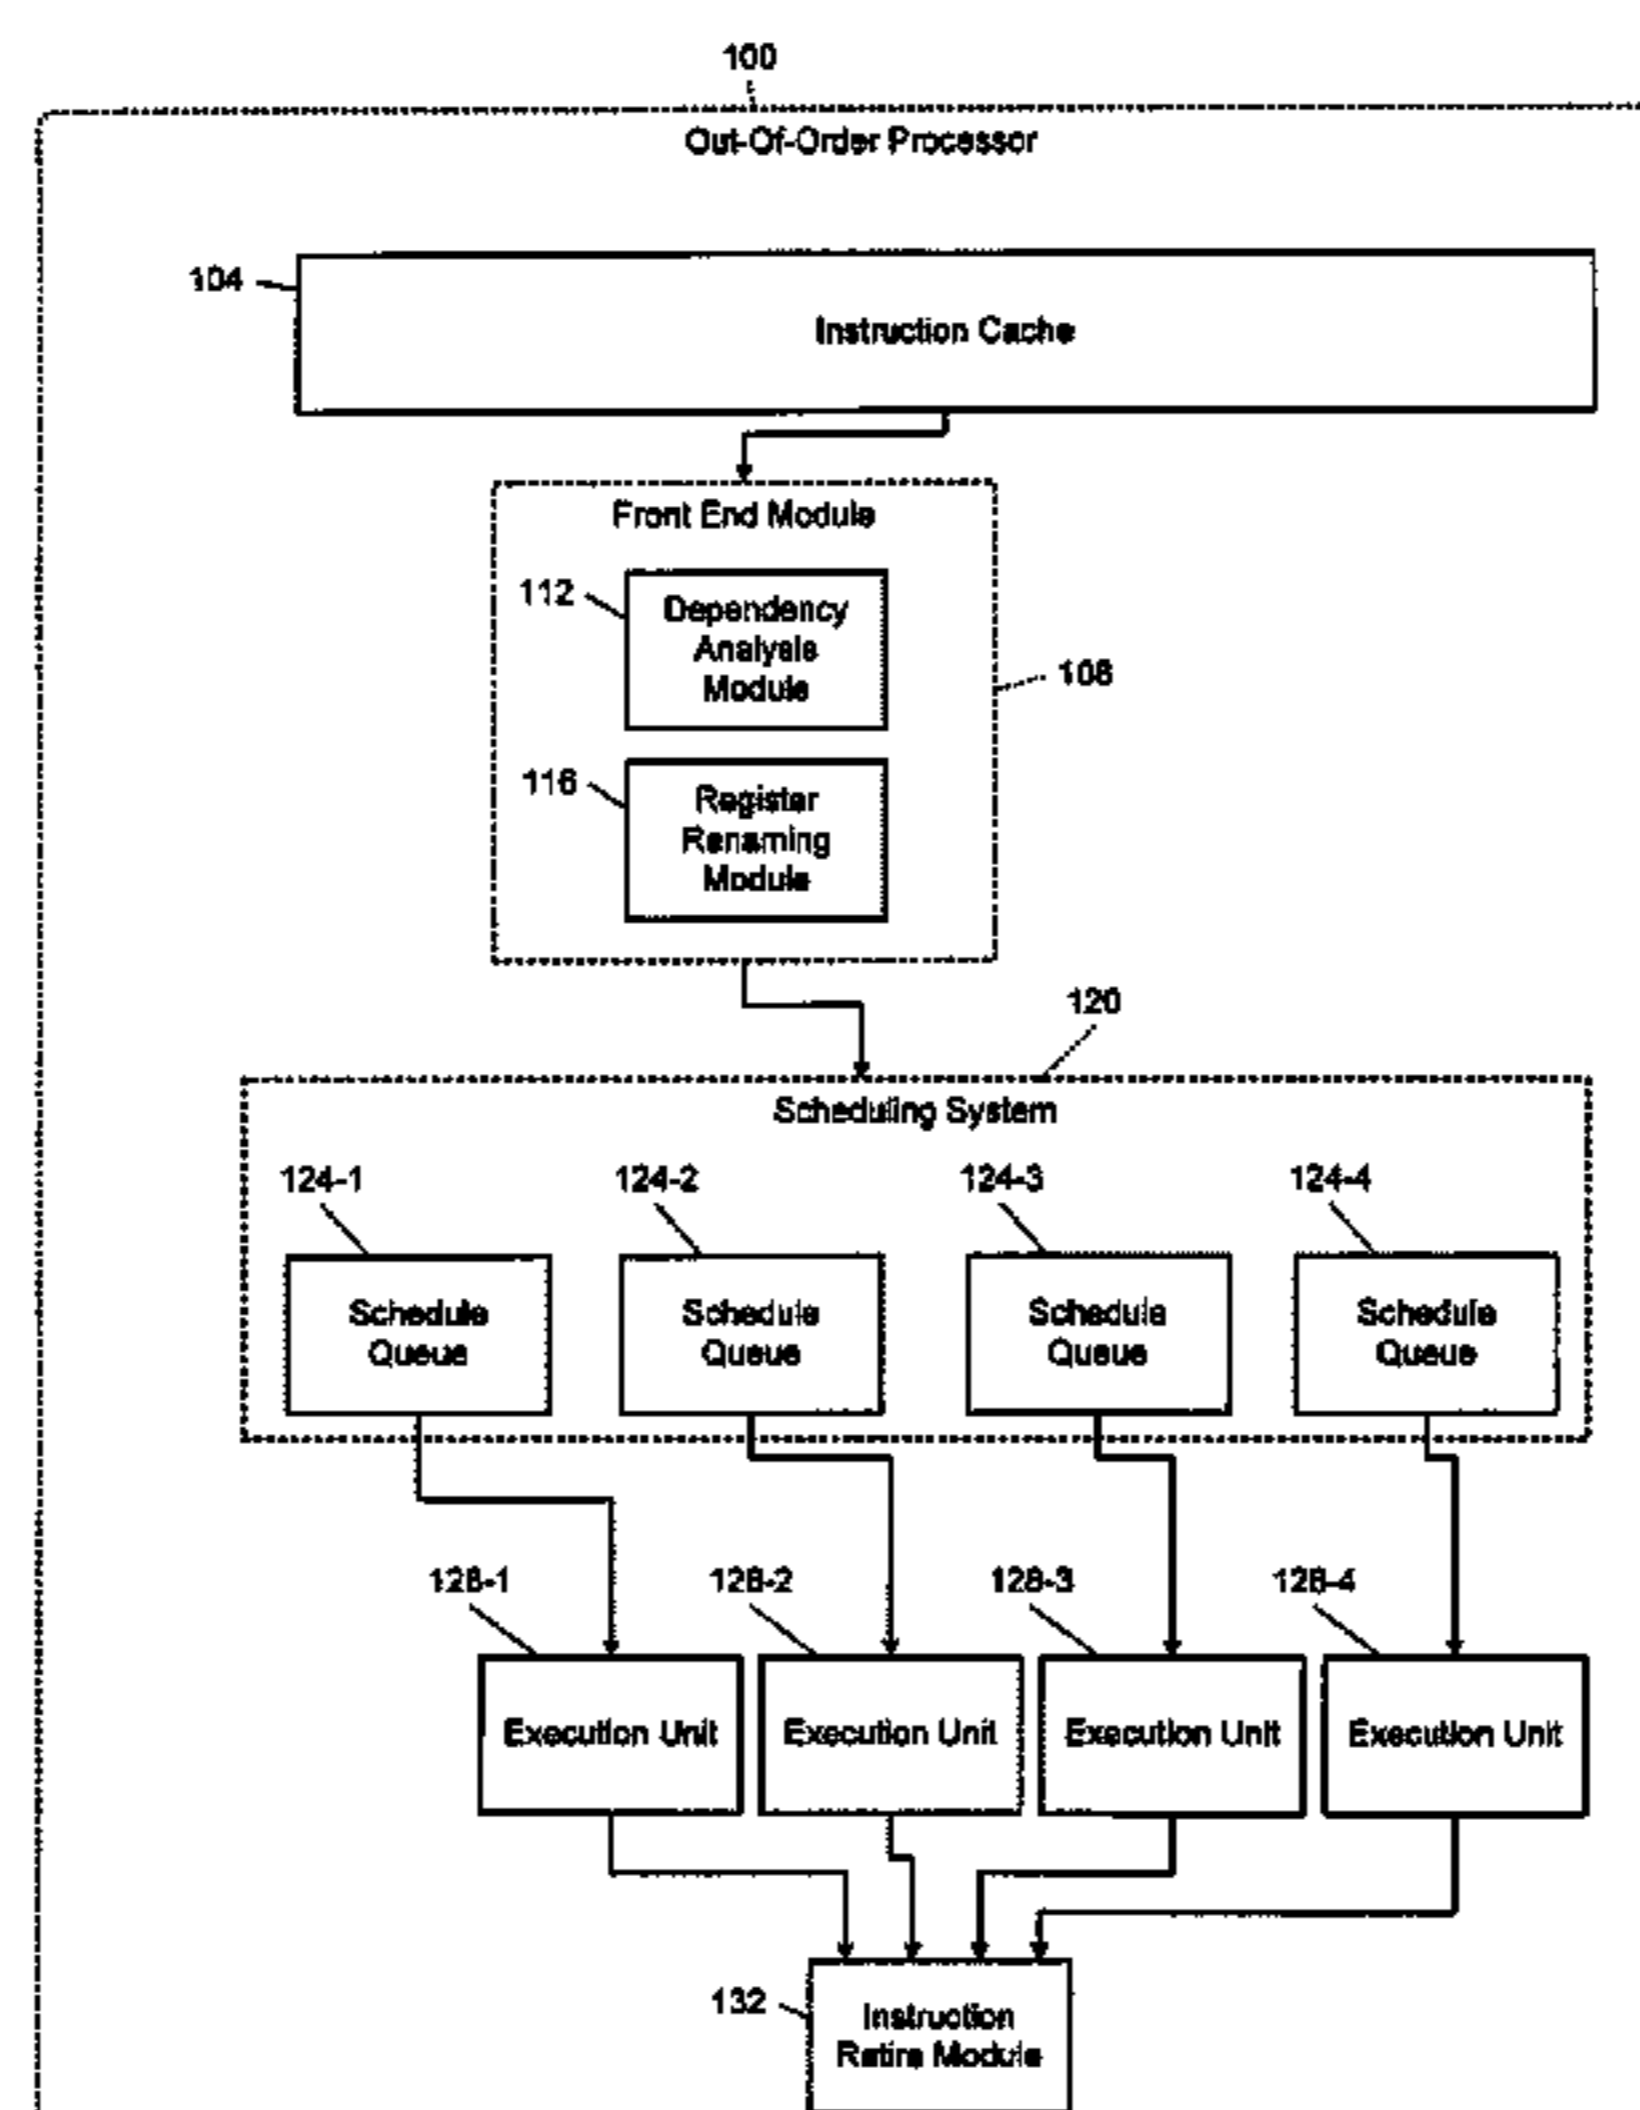 100
Out-Of-Order Processor
104
Instruction Cache
Front End Module
112
Dependency
Analysis
Module
108
116
Register
Renaming
Module
120
Scheduling System
124-1
124-2
124-3
124-4
Schedule
Queue
Schedule
Queue
Schedule
Queue
Schedule
Queue
128-1
128-2
128-3
128-4
Execution Unit
Execution Unit
Execution Unit
Execution Unit
132
Instruction
Retire Module